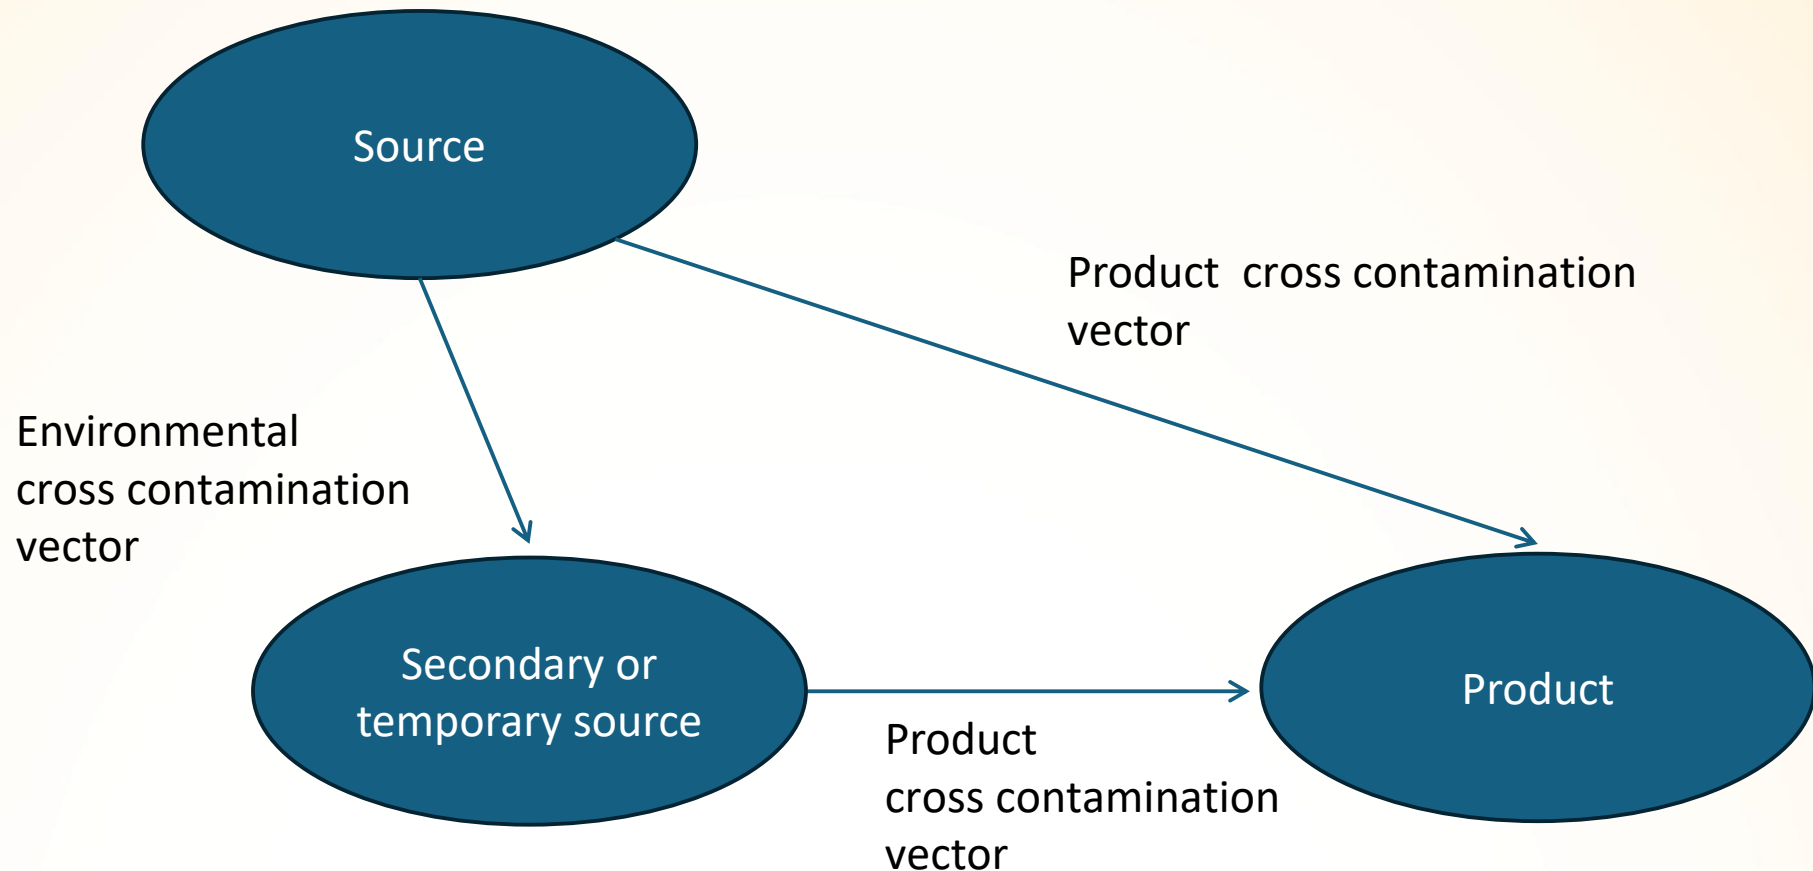 Source
Product  cross contamination
vector
Environmental
cross contamination
vector
Secondary or
temporary source
Product
Product
cross contamination
vector